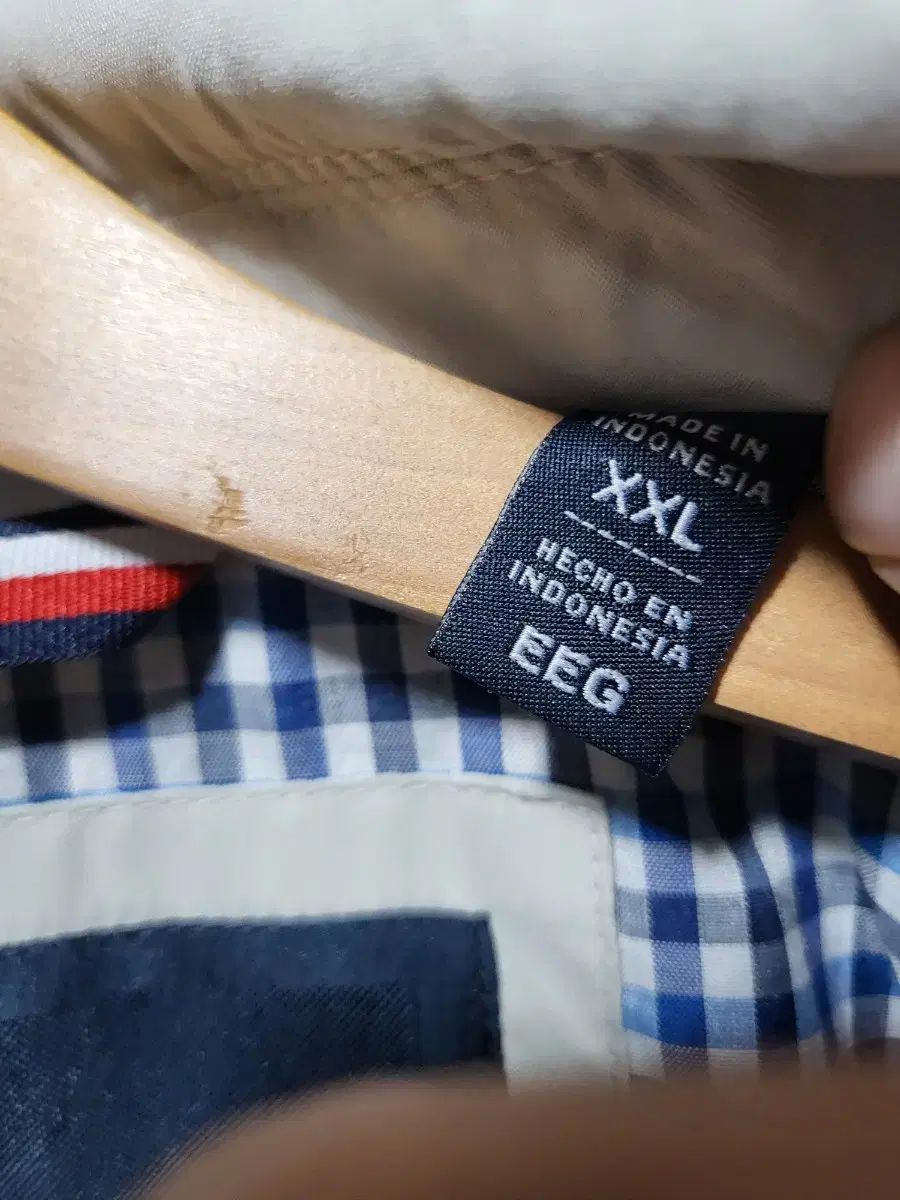 MADE IN
INDONESIA
XXL
HECHO EN
INDONESIA
EEG